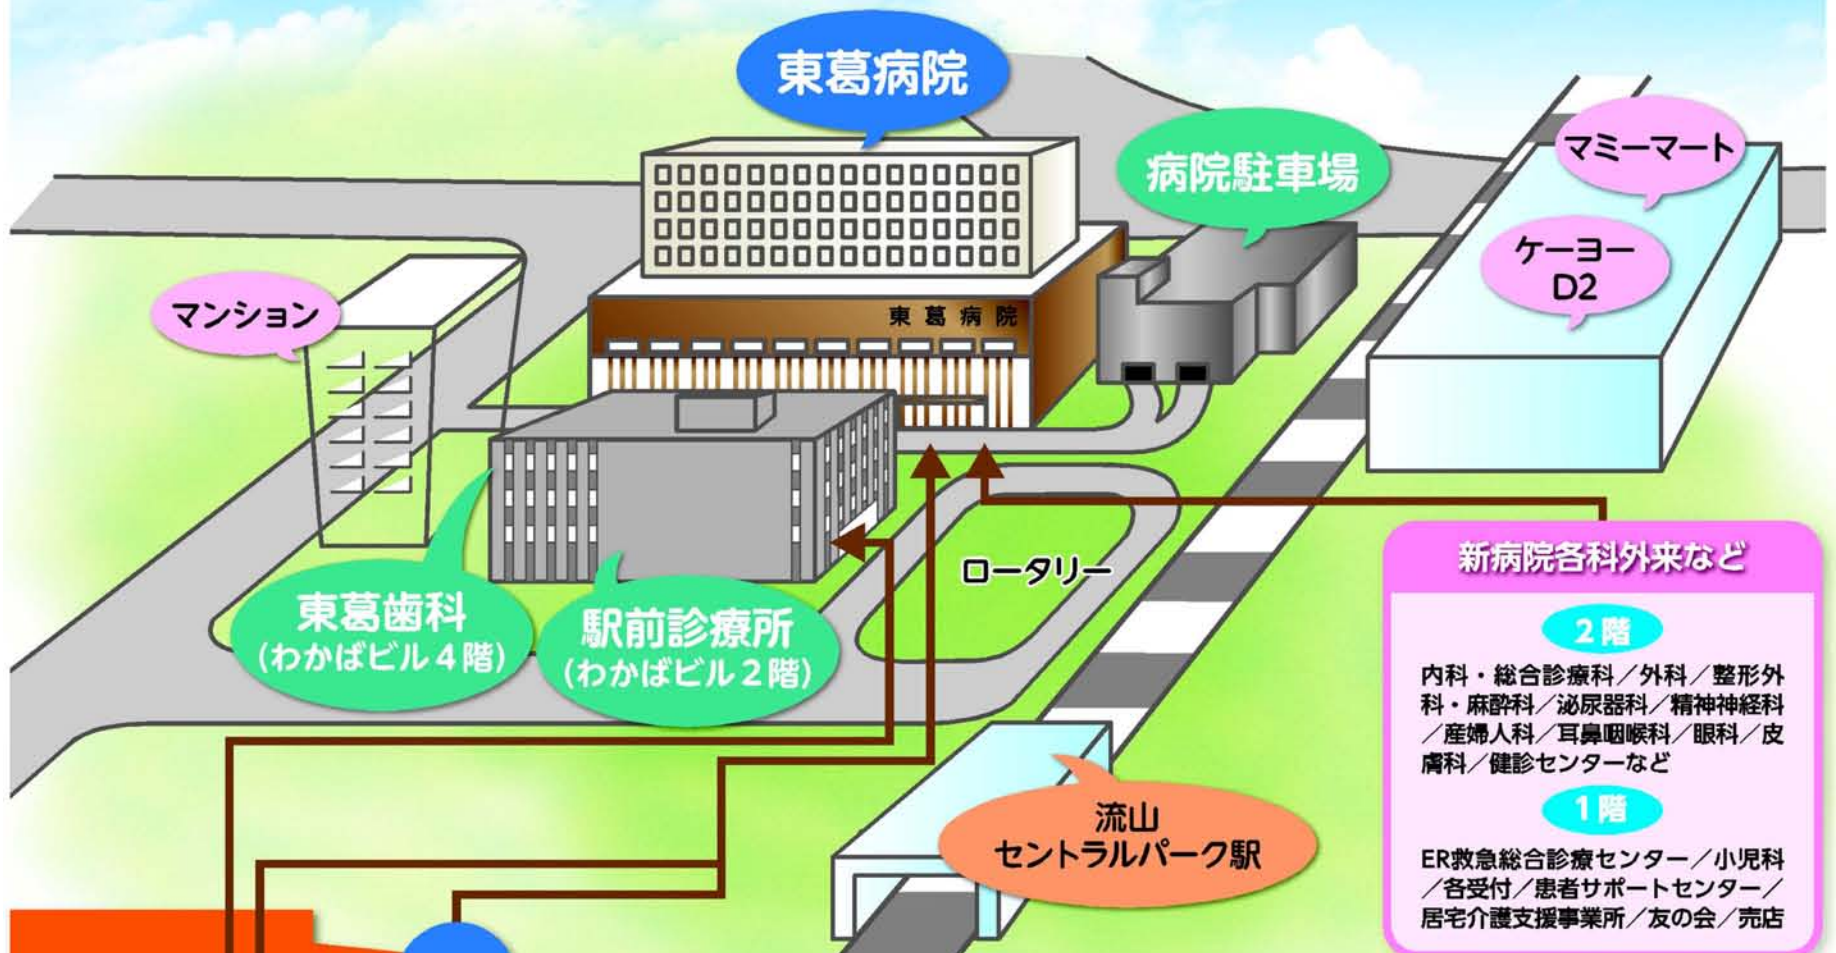 東葛病院
病院駐車場
マミーマート
ケーヨー
D2
マンション
東葛病院
東葛歯科
(わかばビル4階)
駅前診療所
(わかばビル2階)
ロータリー
流山
セントラルパーク駅
新病院各科外来など
2階
内科・総合診療科／外科／整形外
科・麻酔科／泌尿器科／精神神経科
／産婦人科／耳鼻咽喉科／眼科／皮
膚科／健診センターなど
1階
ER救急総合診療センター／小児科
／各受付／患者サポートセンター／
居宅介護支援事業所／友の会／売店